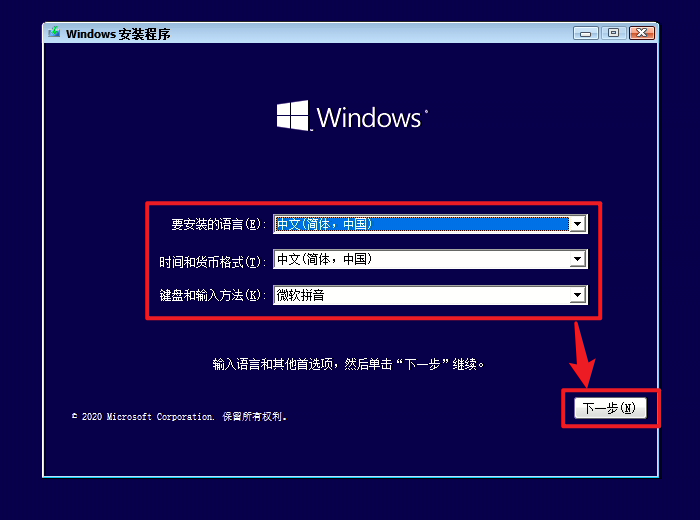 Windows 安装程序
Windows
要安装的语言(E): 中文(简体，中国)
时间和货币格式(T): 中文(简体，中国)
键盘和输入方法(K): 微软拼音
输入语言和其他首选项，然后单击“下一步”继续。
© 2020 Microsoft Corporation. 保留所有权利。
下一步(N)